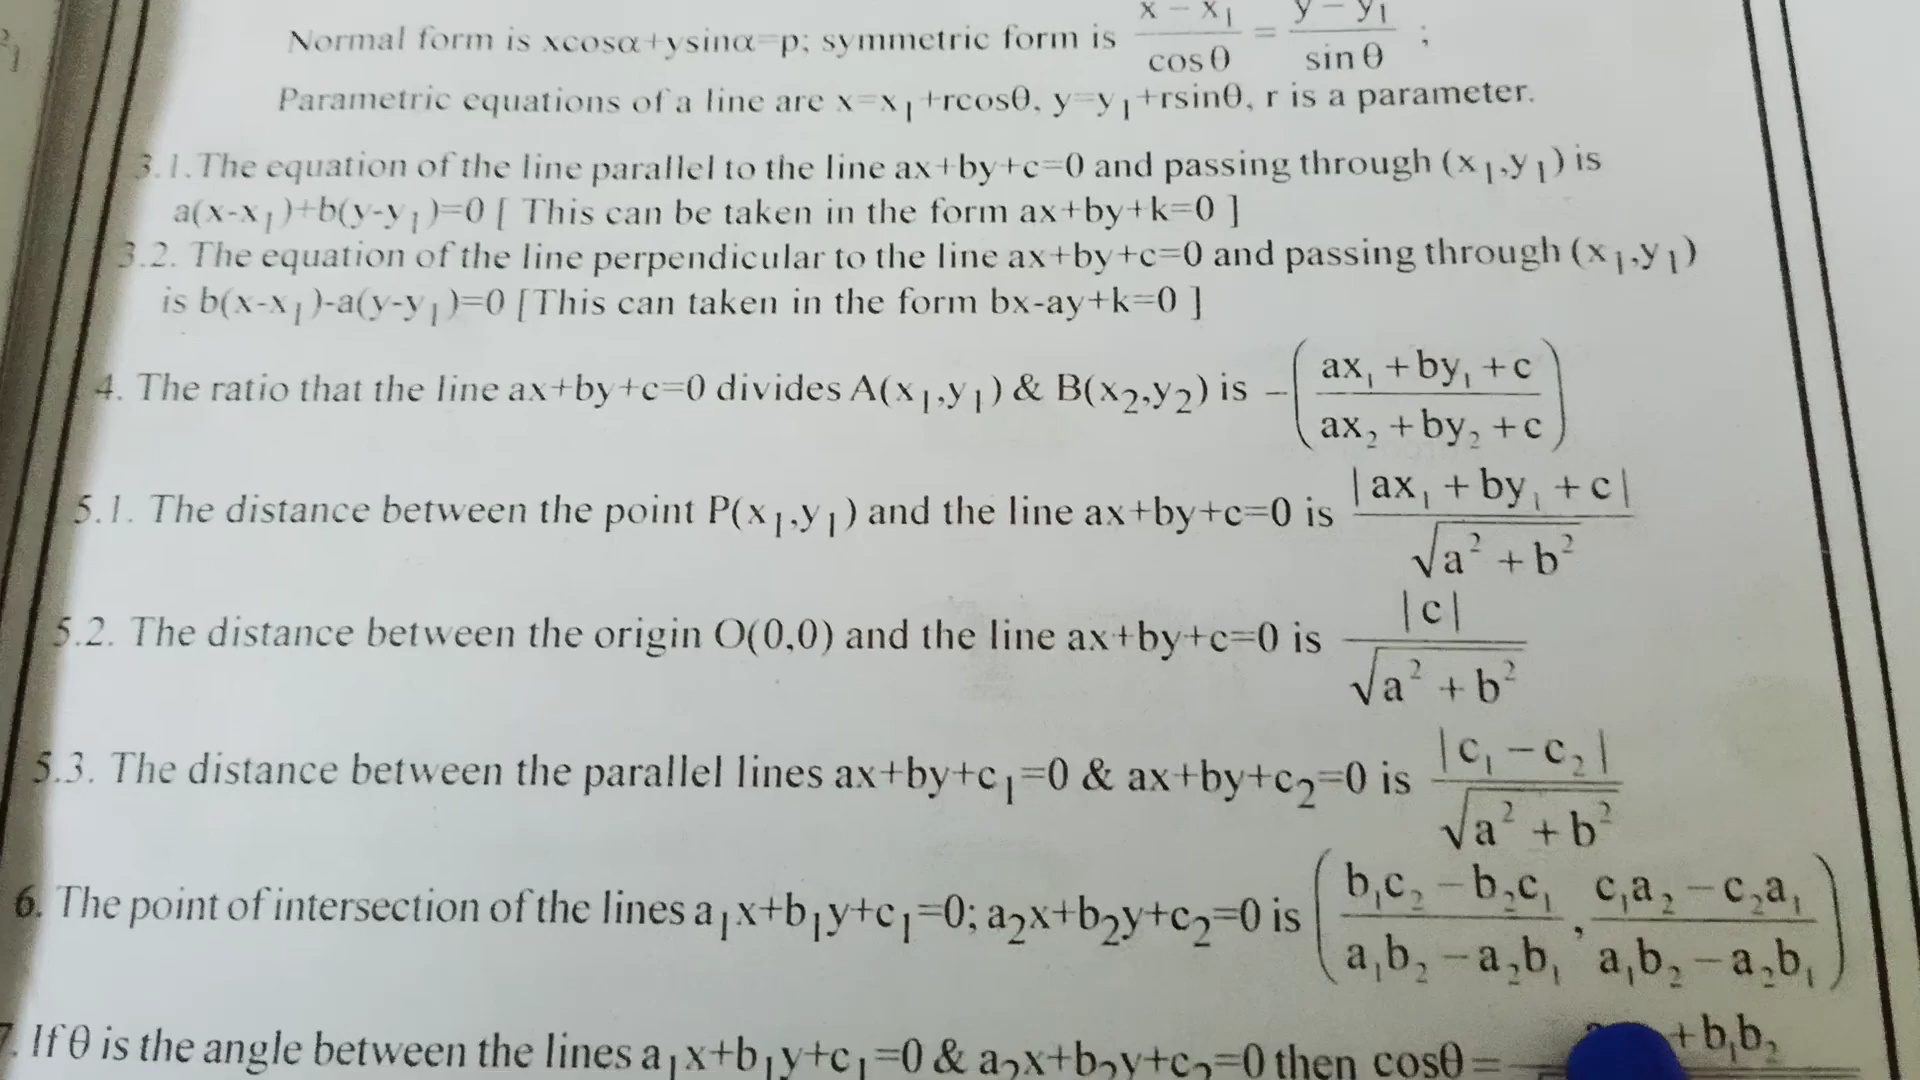 Normal form is xcosα+ysinα=p; symmetric form is (x − x₁)/cos θ = (y − y₁)/sin θ ;
Parametric equations of a line are x=x₁+rcosθ, y=y₁+rsinθ, r is a parameter.
3.1. The equation of the line parallel to the line ax+by+c=0 and passing through (x₁,y₁) is
a(x-x₁)+b(y-y₁)=0 [ This can be taken in the form ax+by+k=0 ]
3.2. The equation of the line perpendicular to the line ax+by+c=0 and passing through (x₁,y₁)
is b(x-x₁)-a(y-y₁)=0 [This can taken in the form bx-ay+k=0 ]
4. The ratio that the line ax+by+c=0 divides A(x₁,y₁) & B(x₂,y₂) is −((ax₁ + by₁ + c)/(ax₂ + by₂ + c))
5.1. The distance between the point P(x₁,y₁) and the line ax+by+c=0 is |ax₁ + by₁ + c|/√(a² + b²)
5.2. The distance between the origin O(0,0) and the line ax+by+c=0 is |c|/√(a² + b²)
5.3. The distance between the parallel lines ax+by+c₁=0 & ax+by+c₂=0 is |c₁ − c₂|/√(a² + b²)
6. The point of intersection of the lines a₁x+b₁y+c₁=0; a₂x+b₂y+c₂=0 is ((b₁c₂ − b₂c₁)/(a₁b₂ − a₂b₁), (c₁a₂ − c₂a₁)/(a₁b₂ − a₂b₁))
7. If θ is the angle between the lines a₁x+b₁y+c₁=0 & a₂x+b₂y+c₂=0 then cosθ= +b₁b₂